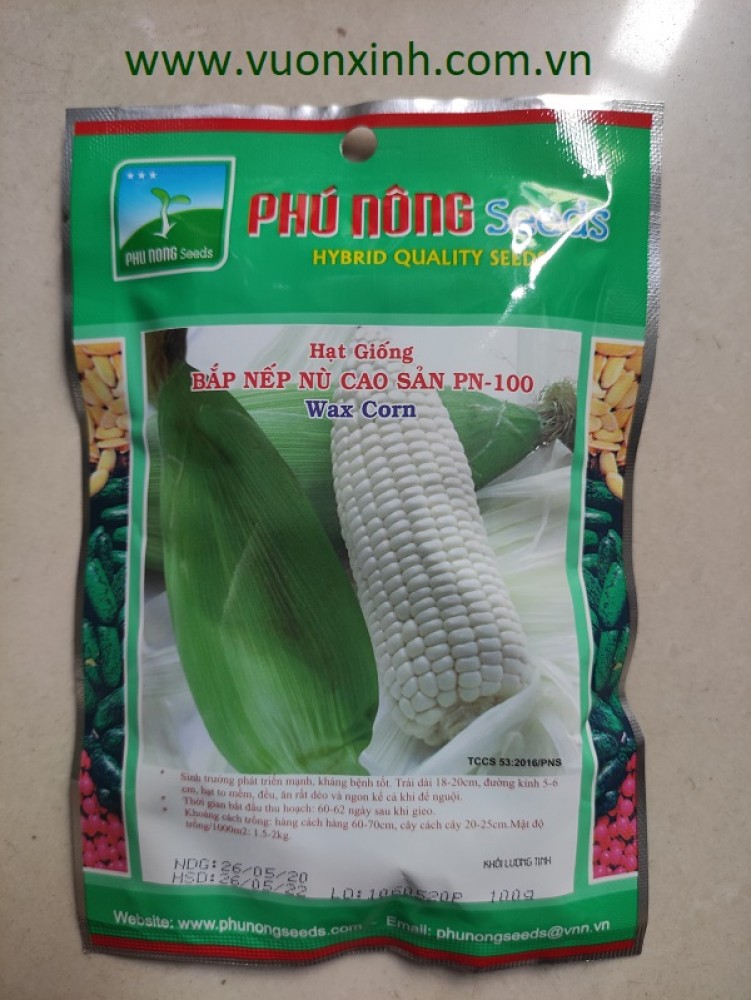 www.vuonxinh.com.vn
PHÚ NÔNG Seeds
PHU NONG Seeds
HYBRID QUALITY SEEDS
Hạt Giống
BẮP NẾP NÙ CAO SẢN PN-100
Wax Corn
TCCS 53:2016/PNS
• Sinh trưởng phát triển mạnh, kháng bệnh tốt. Trái dài 18-20cm, đường kính 5-6
cm, hạt to mềm, đều, ăn rất dẻo và ngon kể cả khi để nguội.
• Thời gian bắt đầu thu hoạch: 60-62 ngày sau khi gieo.
• Khoảng cách trồng: hàng cách hàng 60-70cm, cây cách cây 20-25cm.Mật độ
trồng/1000m2: 1.5-2kg.
NDG: 26/05/20
HSD: 26/05/22
LO: 1060520P
KHỐI LƯỢNG TỊNH
100g
Website: www.phunongseeds.com - Email: phunongseeds@vnn.vn